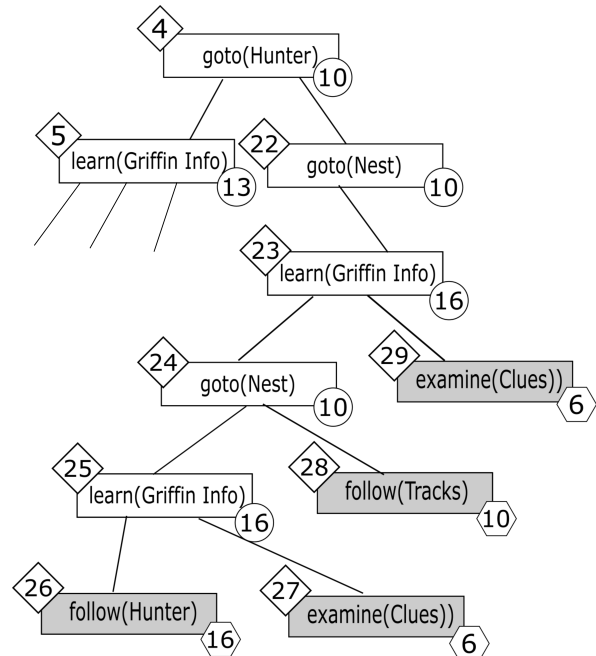 4
goto(Hunter)
10
5
learn(Griffin Info)
13
22
goto(Nest)
10
23
learn(Griffin Info)
16
24
goto(Nest)
10
29
examine(Clues))
6
25
learn(Griffin Info)
16
28
follow(Tracks)
10
26
follow(Hunter)
16
27
examine(Clues))
6